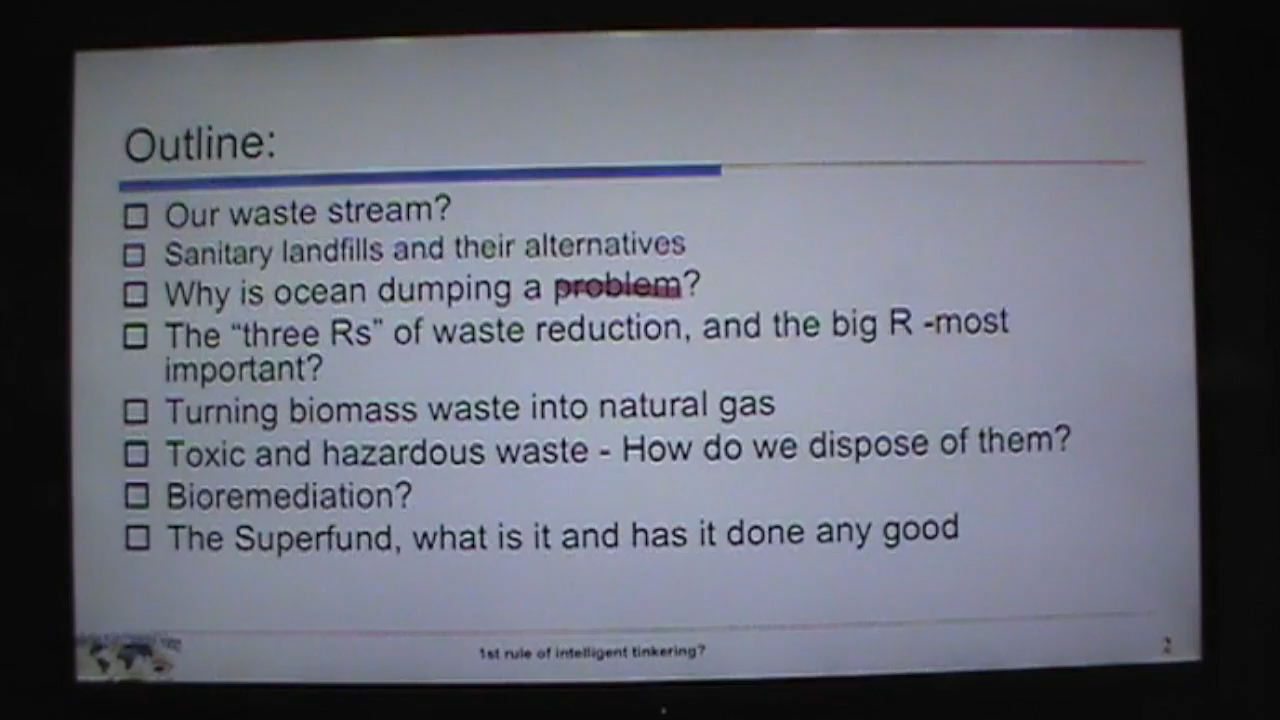 Outline:
Our waste stream?
Sanitary landfills and their alternatives
Why is ocean dumping a problem?
The “three Rs” of waste reduction, and the big R -most
important?
Turning biomass waste into natural gas
Toxic and hazardous waste - How do we dispose of them?
Bioremediation?
The Superfund, what is it and has it done any good
1st rule of intelligent tinkering?
2